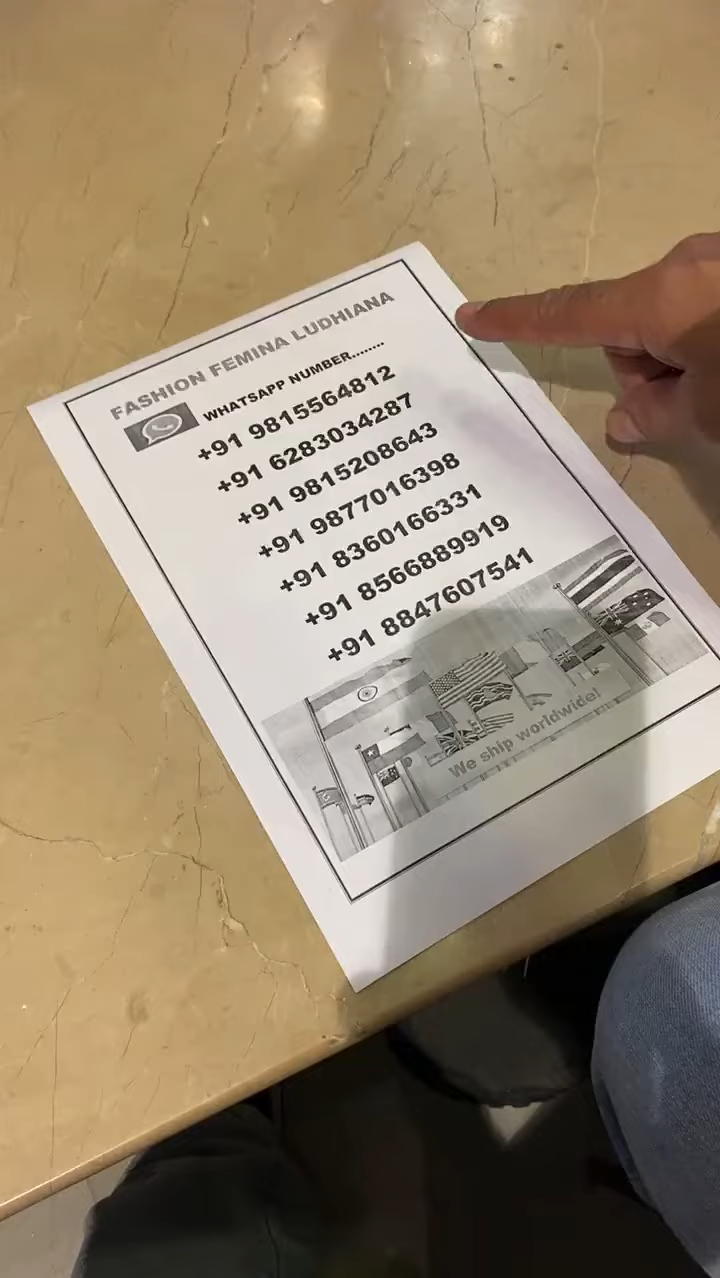 FASHION FEMINA LUDHIANA
WHATSAPP NUMBER........
+91 9815564812
+91 6283034287
+91 9815208643
+91 9877016398
+91 8360166331
+91 8566889919
+91 8847607541
We ship worldwide!